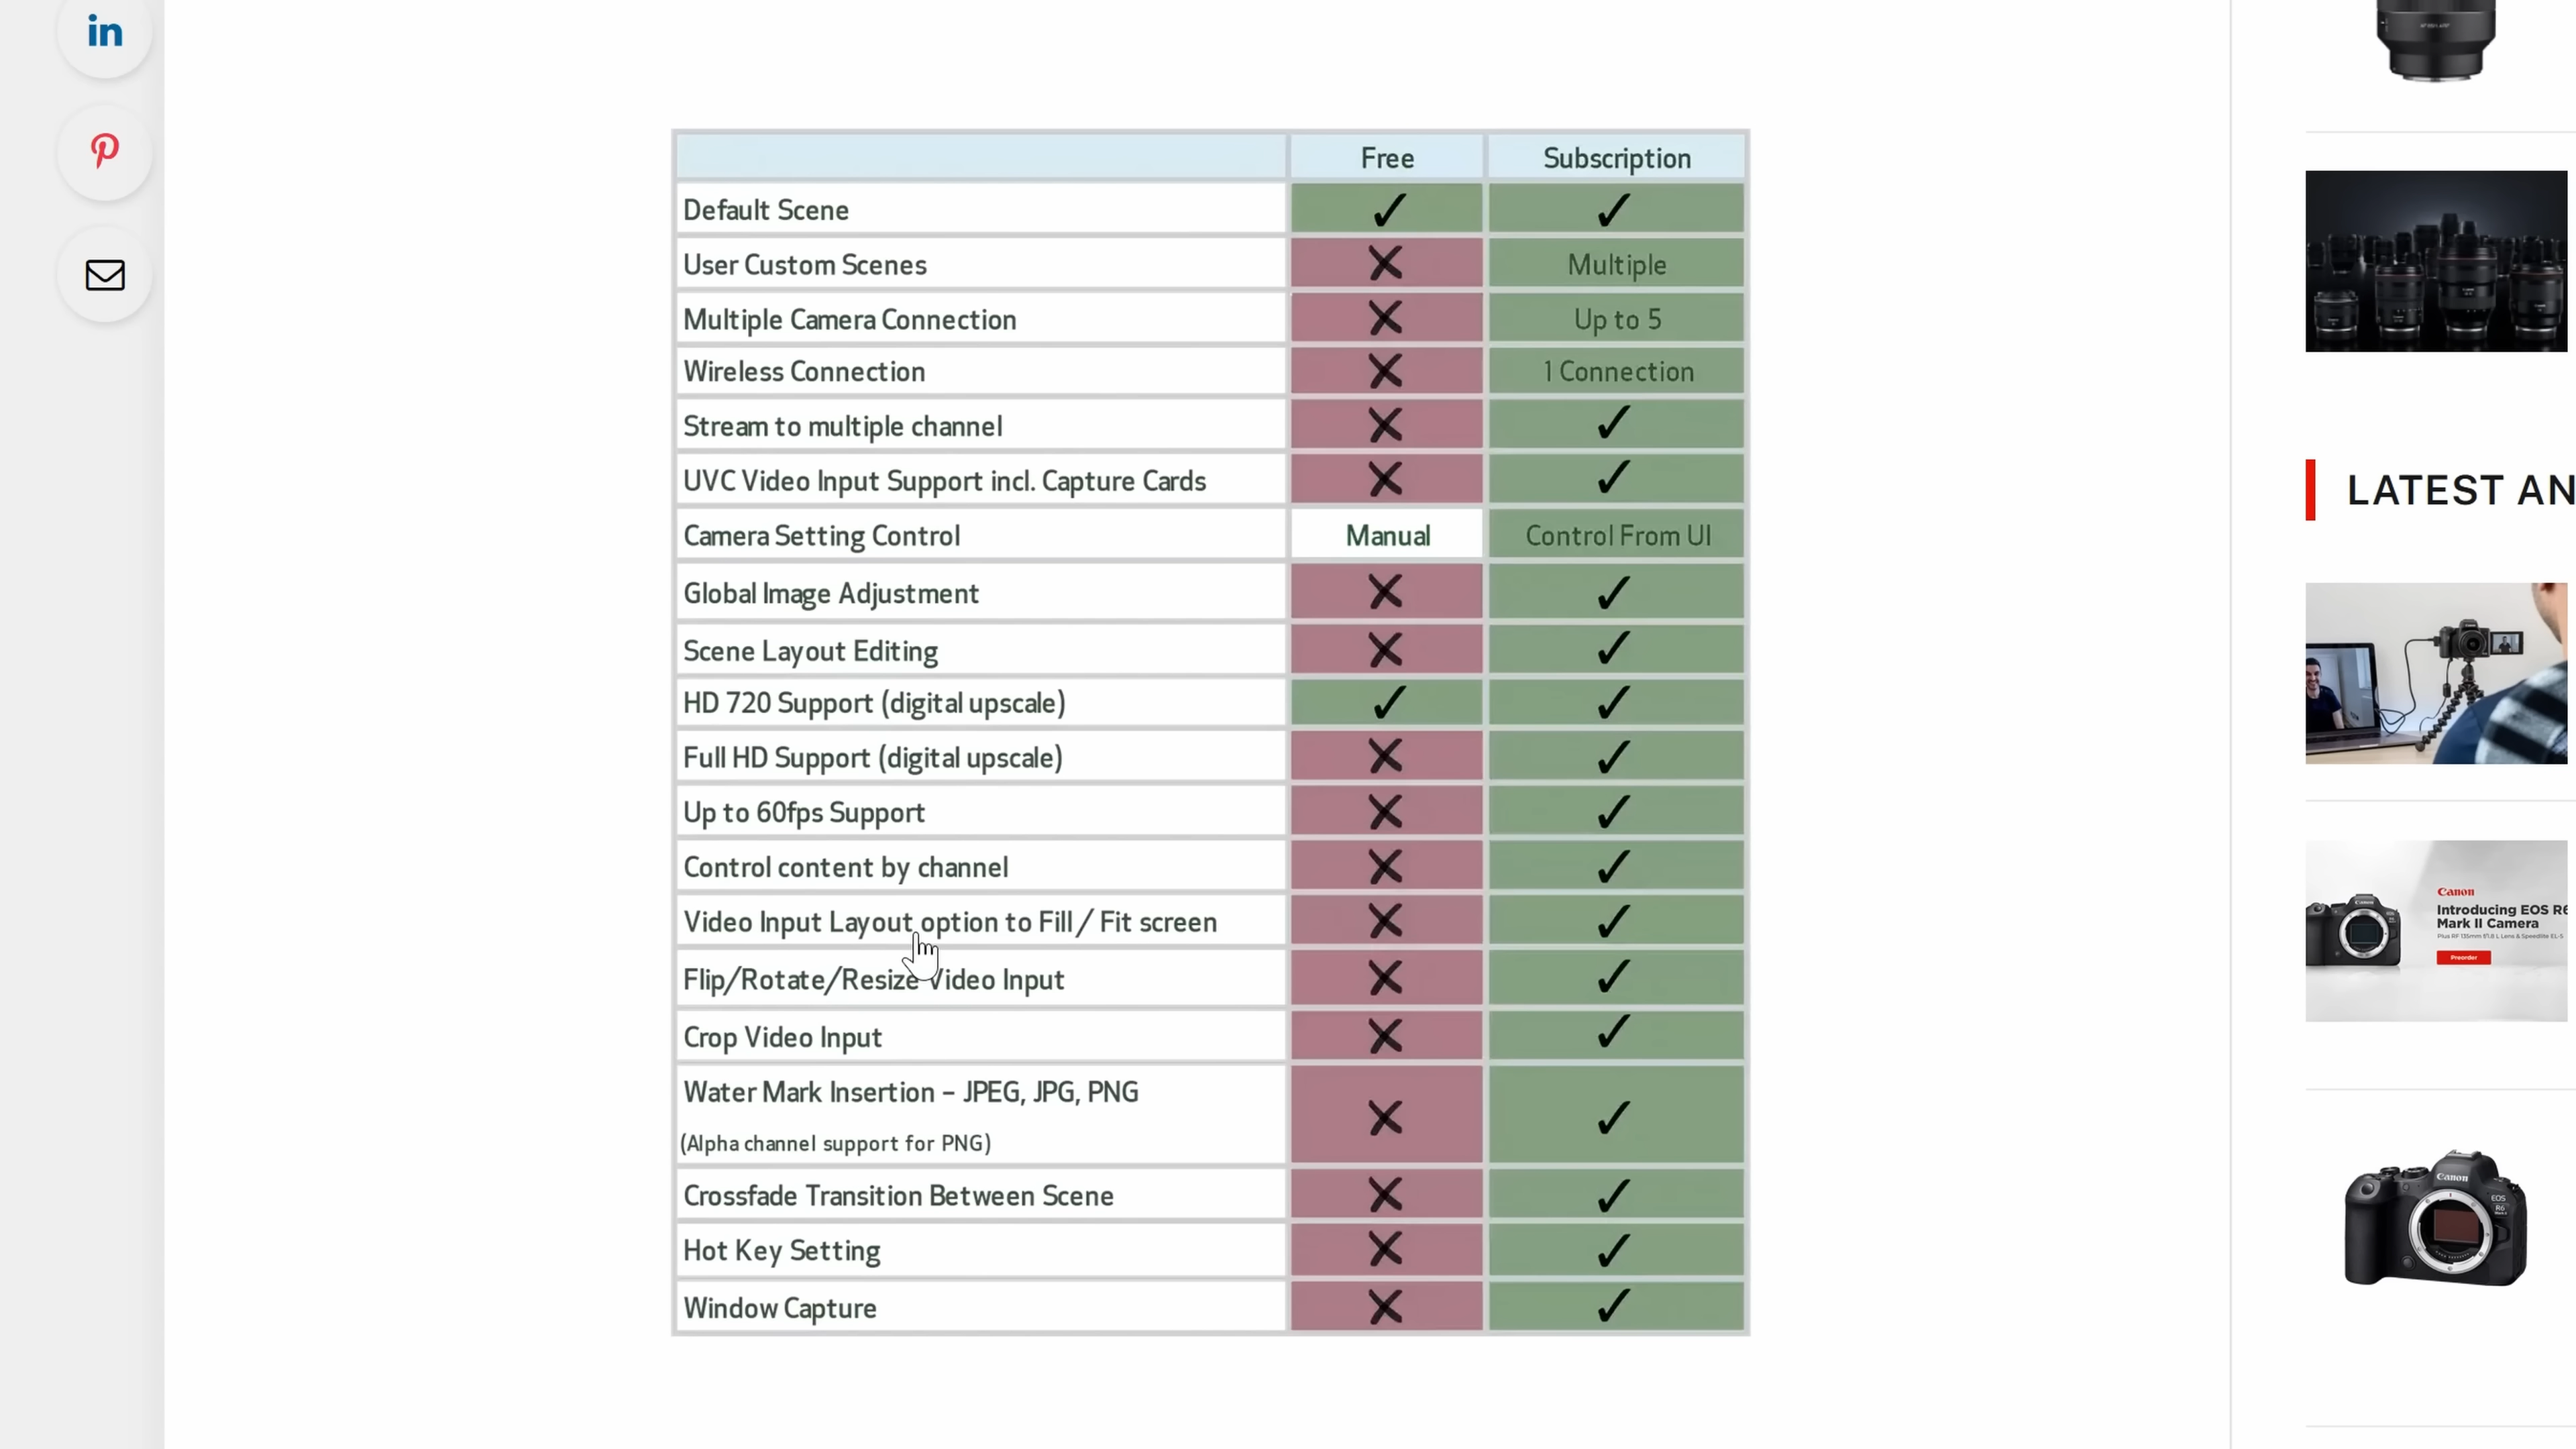 in
Free Subscription
Default Scene ✓ ✓
User Custom Scenes ✕ Multiple
Multiple Camera Connection ✕ Up to 5
Wireless Connection ✕ 1 Connection
Stream to multiple channel ✕ ✓
UVC Video Input Support incl. Capture Cards ✕ ✓
Camera Setting Control Manual Control From UI
Global Image Adjustment ✕ ✓
Scene Layout Editing ✕ ✓
HD 720 Support (digital upscale) ✓ ✓
Full HD Support (digital upscale) ✕ ✓
Up to 60fps Support ✕ ✓
Control content by channel ✕ ✓
Video Input Layout option to Fill / Fit screen ✕ ✓
Flip/Rotate/Resize Video Input ✕ ✓
Crop Video Input ✕ ✓
Water Mark Insertion – JPEG, JPG, PNG ✕ ✓
(Alpha channel support for PNG)
Crossfade Transition Between Scene ✕ ✓
Hot Key Setting ✕ ✓
Window Capture ✕ ✓
LATEST AN
Canon
Introducing EOS R6
Mark II Camera
Preorder
Canon
EOS
R6